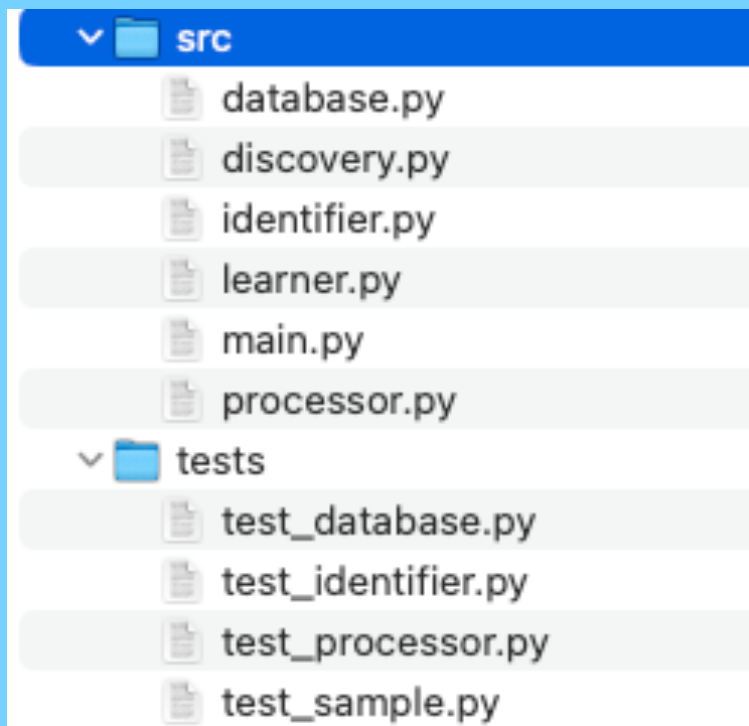 src
database.py
discovery.py
identifier.py
learner.py
main.py
processor.py
tests
test_database.py
test_identifier.py
test_processor.py
test_sample.py